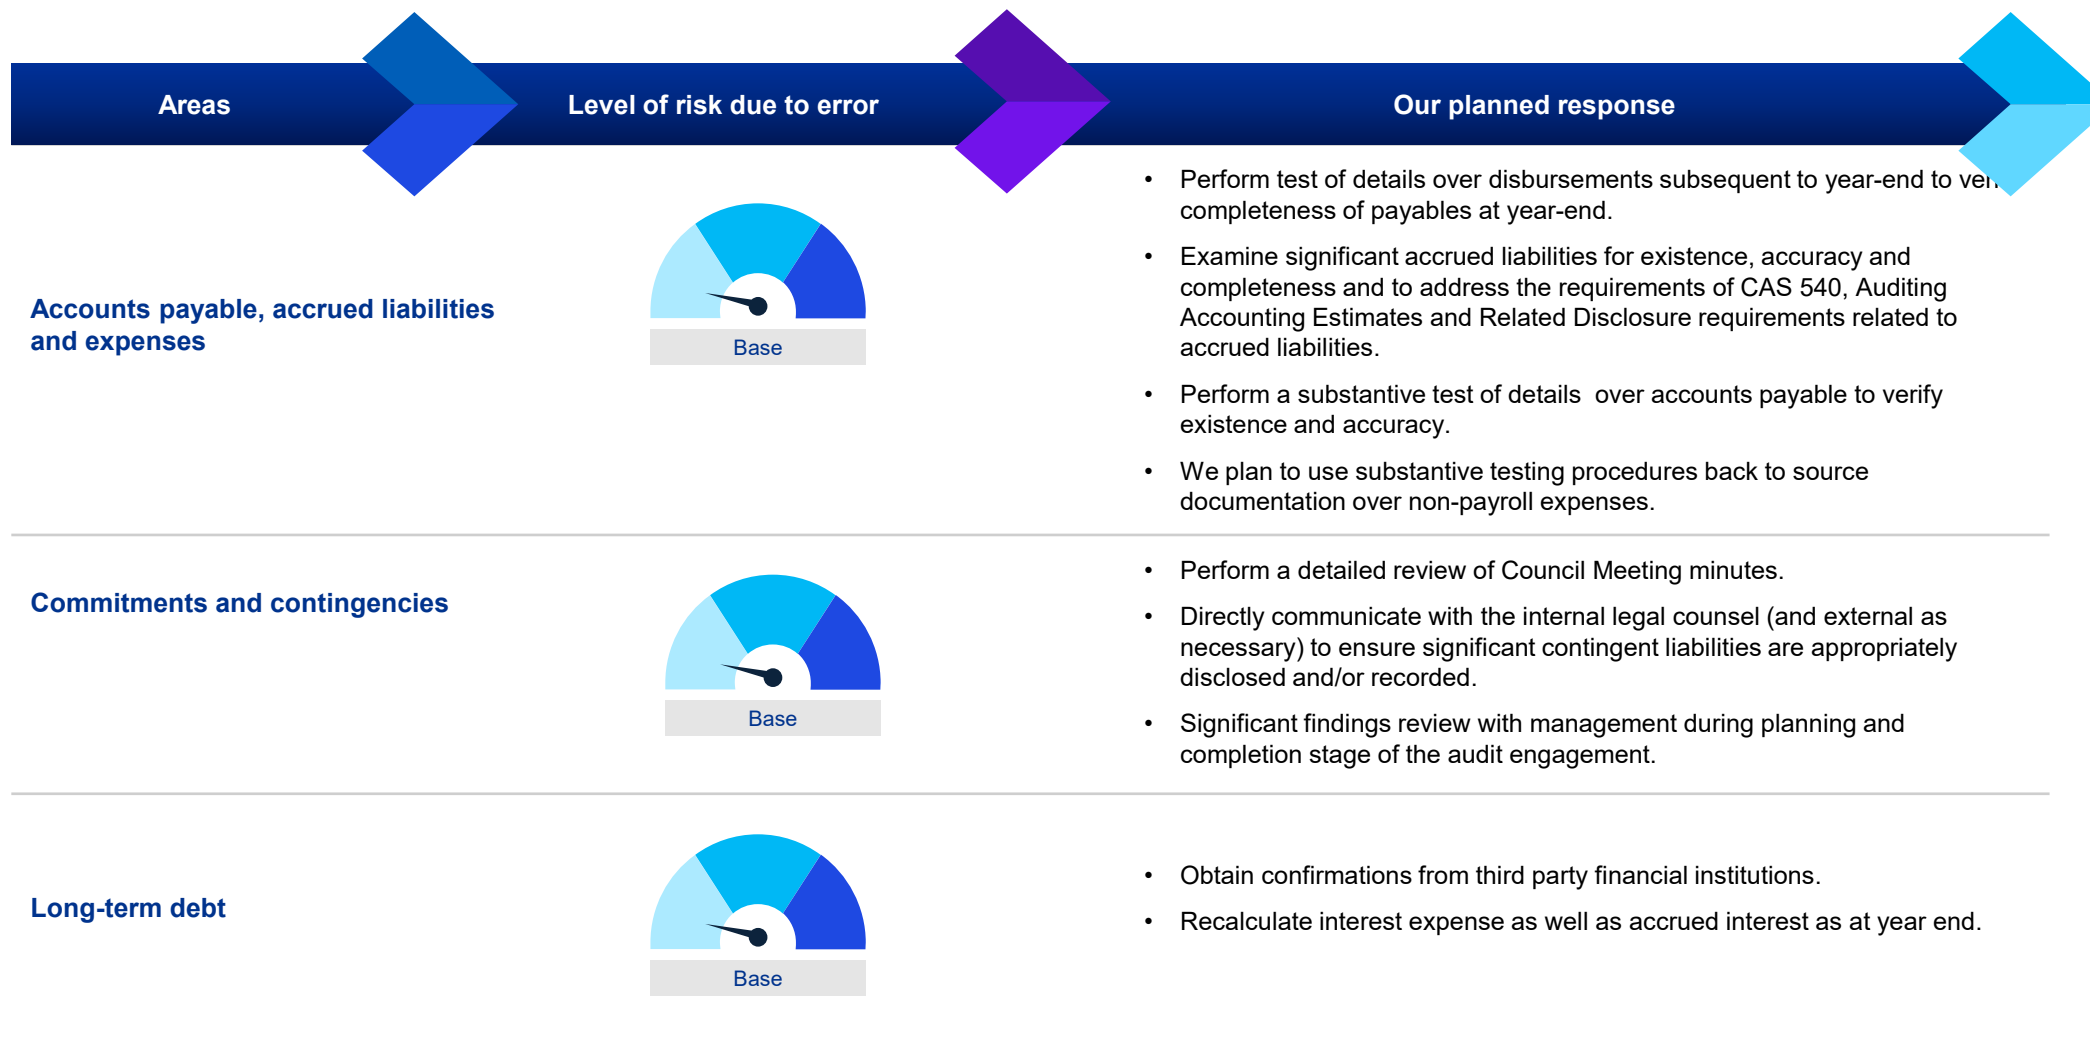 Areas
Level of risk due to error
Our planned response
Accounts payable, accrued liabilities
and expenses
Base
• Perform test of details over disbursements subsequent to year-end to
completeness of payables at year-end.
• Examine significant accrued liabilities for existence, accuracy and
completeness and to address the requirements of CAS 540, Auditing
Accounting Estimates and Related Disclosure requirements related to
accrued liabilities.
• Perform a substantive test of details  over accounts payable to verify
existence and accuracy.
• We plan to use substantive testing procedures back to source
documentation over non-payroll expenses.
Commitments and contingencies
Base
• Perform a detailed review of Council Meeting minutes.
• Directly communicate with the internal legal counsel (and external as
necessary) to ensure significant contingent liabilities are appropriately
disclosed and/or recorded.
• Significant findings review with management during planning and
completion stage of the audit engagement.
Long-term debt
Base
• Obtain confirmations from third party financial institutions.
• Recalculate interest expense as well as accrued interest as at year end.